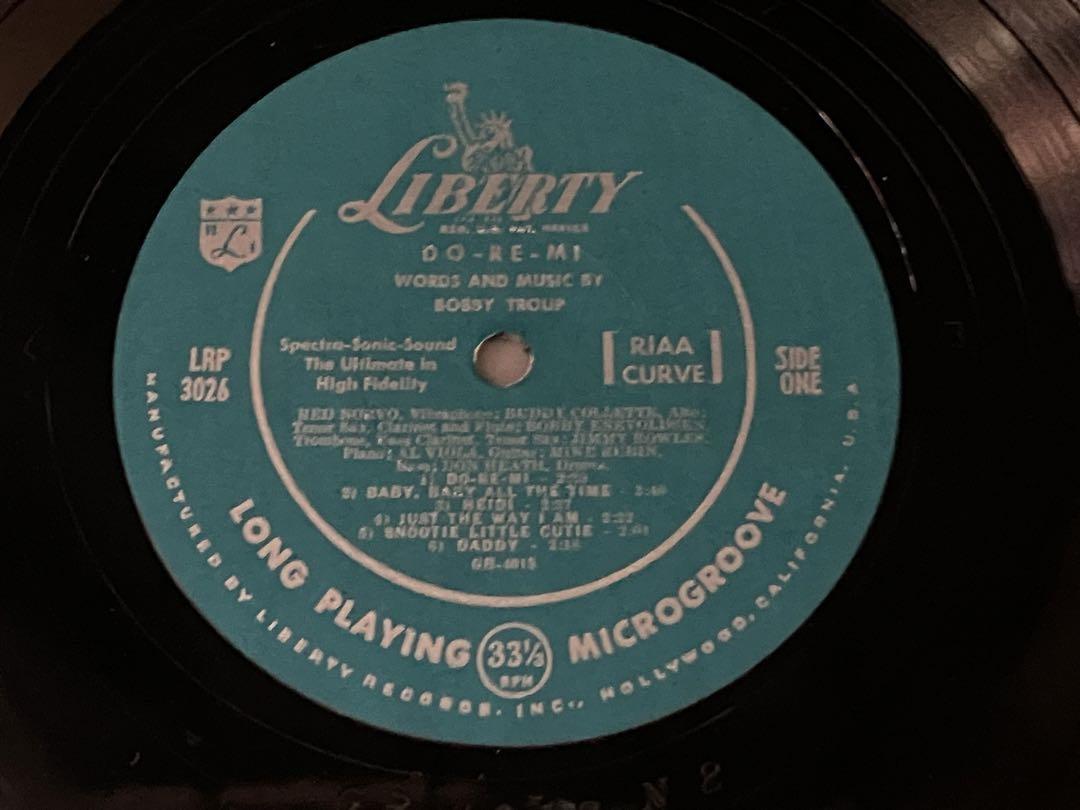 LIBERTY
REG. U.S. PAT. OFFICE
DO-RE-MI
WORDS AND MUSIC BY
BOBBY TROUP
L
Spectra-Sonic-Sound
The Ultimate in
High Fidelity
RIAA
CURVE
LRP
3026
SIDE
ONE
RED NORVO, Vibraphone; BUDDY COLLETTE, Alto,
Tenor Sax, Clarinet and Flute; BOBBY ENEVOLDSEN,
Trombone, Bass Clarinet, Tenor Sax; JIMMY ROWLES,
Piano; AL VIOLA, Guitar; MIKE RUBIN,
Bass; DON HEATH, Drums.
1) DO-RE-MI
2) BABY, BABY ALL THE TIME
3) HEIDI
4) JUST THE WAY I AM
5) SNOOTIE LITTLE CUTIE
6) DADDY
LONG PLAYING 33⅓ RPM MICROGROOVE
MANUFACTURED BY LIBERTY RECORDS, INC., HOLLYWOOD, CALIFORNIA, U.S.A.